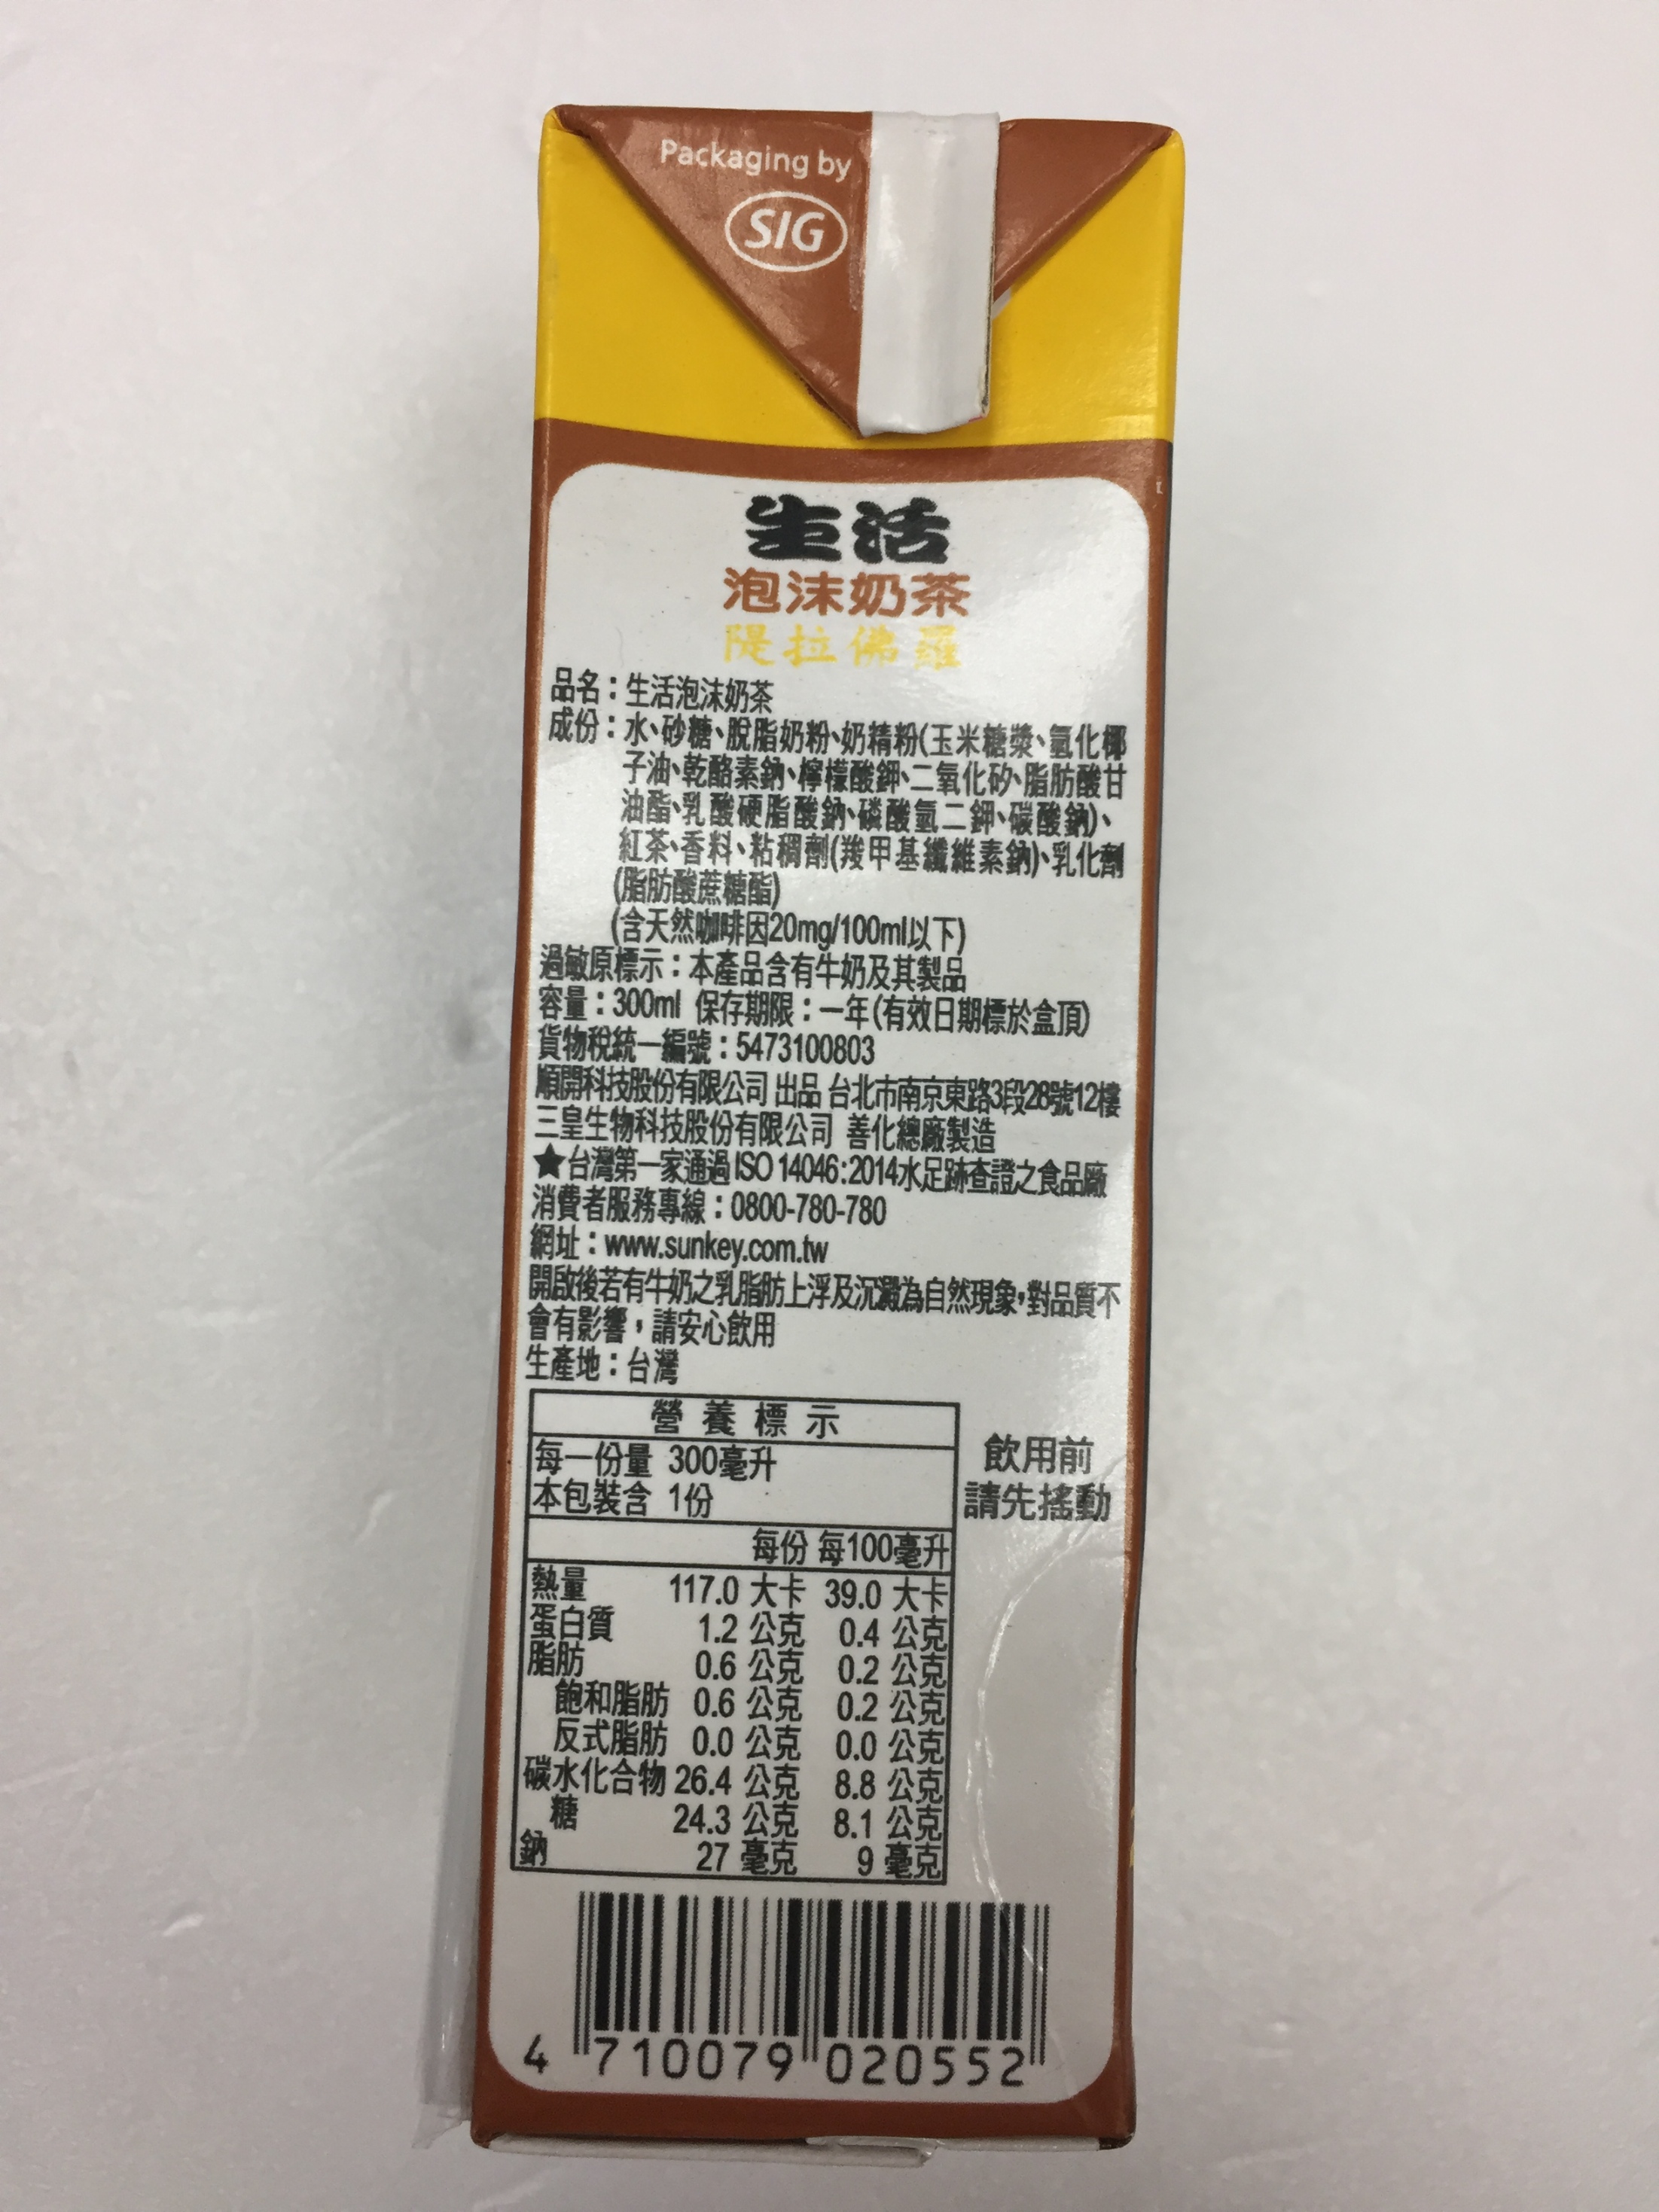 Packaging by
SIG
生活
泡沫奶茶
隄拉佛羅
品名：生活泡沫奶茶
成份：水、砂糖、脫脂奶粉、奶精粉(玉米糖漿、氫化椰
子油、乾酪素鈉、檸檬酸鉀、二氧化矽、脂肪酸甘
油酯、乳酸硬脂酸鈉、磷酸氫二鉀、碳酸鈉)、
紅茶、香料、粘稠劑(羧甲基纖維素鈉)、乳化劑
(脂肪酸蔗糖酯)
(含天然咖啡因20mg/100ml以下)
過敏原標示：本產品含有牛奶及其製品
容量：300ml 保存期限：一年(有效日期標於盒頂)
貨物稅統一編號：5473100803
順開科技股份有限公司 出品 台北市南京東路3段28號12樓
三皇生物科技股份有限公司 善化總廠製造
★台灣第一家通過ISO 14046:2014水足跡查證之食品廠
消費者服務專線：0800-780-780
網址：www.sunkey.com.tw
開啟後若有牛奶之乳脂肪上浮及沉澱為自然現象，對品質不
會有影響，請安心飲用
生產地：台灣
營養標示
每一份量 300毫升
本包裝含 1份
每份 每100毫升
熱量 117.0 大卡 39.0 大卡
蛋白質 1.2 公克 0.4 公克
脂肪 0.6 公克 0.2 公克
飽和脂肪 0.6 公克 0.2 公克
反式脂肪 0.0 公克 0.0 公克
碳水化合物 26.4 公克 8.8 公克
糖 24.3 公克 8.1 公克
鈉 27 毫克 9 毫克
飲用前
請先搖動
4 710079 020552